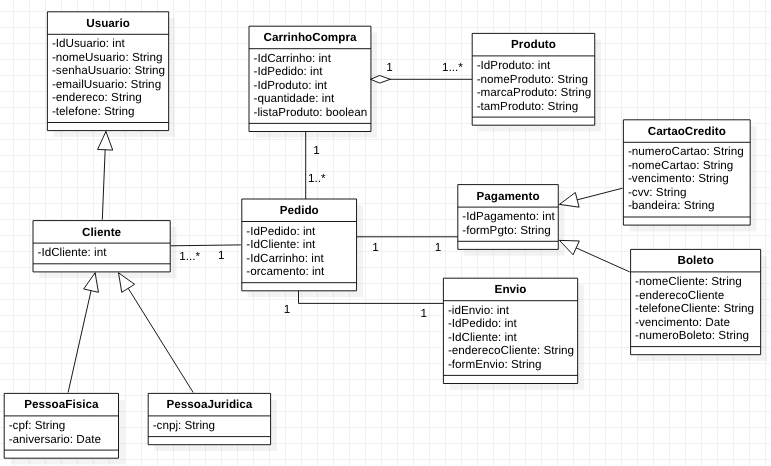 Usuario
-IdUsuario: int
-nomeUsuario: String
-senhaUsuario: String
-emailUsuario: String
-endereco: String
-telefone: String
CarrinhoCompra
-IdCarrinho: int
-IdPedido: int
-IdProduto: int
-quantidade: int
-listaProduto: boolean
1
1...*
Produto
-IdProduto: int
-nomeProduto: String
-marcaProduto: String
-tamProduto: String
CartaoCredito
-numeroCartao: String
-nomeCartao: String
-vencimento: String
-cvv: String
-bandeira: String
1
1..*
Cliente
-IdCliente: int
1...*
1
Pedido
-IdPedido: int
-IdCliente: int
-IdCarrinho: int
-orcamento: int
1
1
Pagamento
-IdPagamento: int
-formPgto: String
Boleto
-nomeCliente: String
-enderecoCliente
-telefoneCliente: String
-vencimento: Date
-numeroBoleto: String
1
1
Envio
-idEnvio: int
-IdPedido: int
-IdCliente: int
-enderecoCliente: String
-formEnvio: String
PessoaFisica
-cpf: String
-aniversario: Date
PessoaJuridica
-cnpj: String